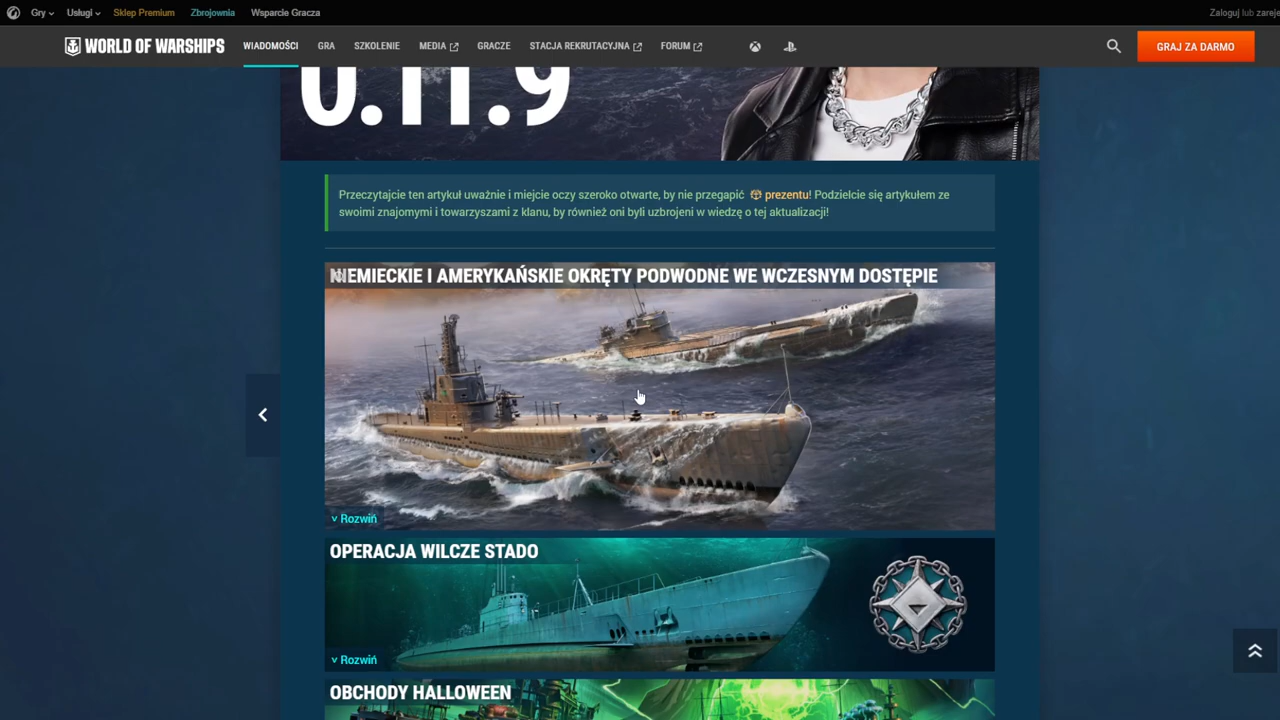 Gry Usługi Sklep Premium Zbrojownia Wsparcie Gracza Zaloguj lub zareje
WORLD OF WARSHIPS WIADOMOŚCI GRA SZKOLENIE MEDIA GRACZE STACJA REKRUTACYJNA FORUM GRAJ ZA DARMO
0.11.9
Przeczytajcie ten artykuł uważnie i miejcie oczy szeroko otwarte, by nie przegapić prezentu! Podzielcie się artykułem ze
swoimi znajomymi i towarzyszami z klanu, by również oni byli uzbrojeni w wiedzę o tej aktualizacji!
NIEMIECKIE I AMERYKAŃSKIE OKRĘTY PODWODNE WE WCZESNYM DOSTĘPIE
Rozwiń
OPERACJA WILCZE STADO
Rozwiń
OBCHODY HALLOWEEN